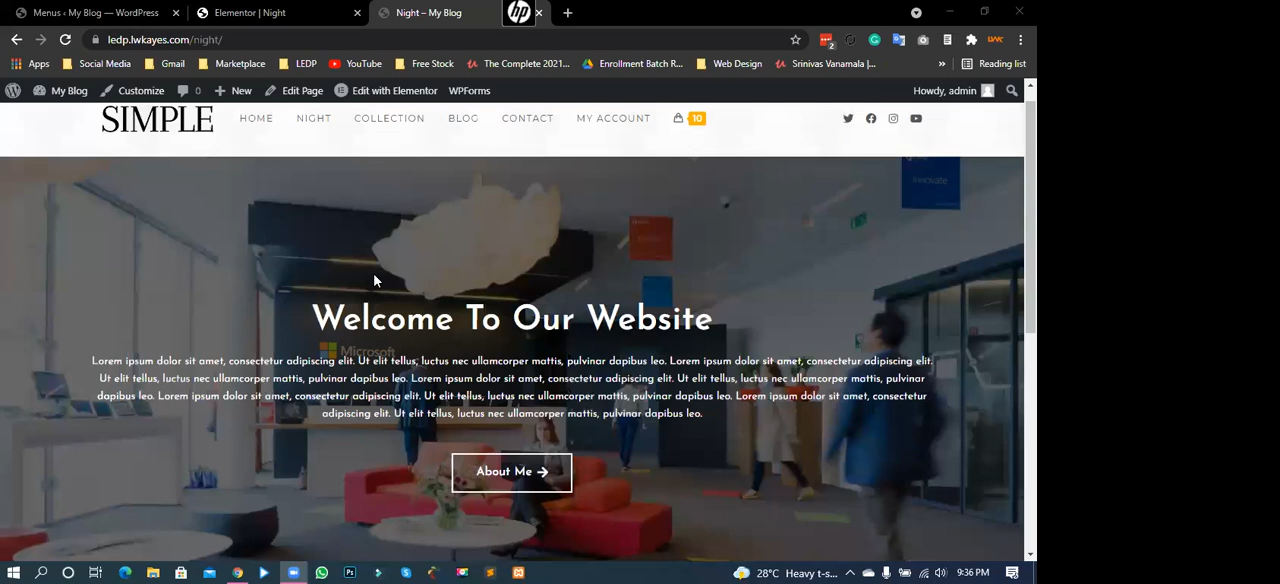 Menus ‹ My Blog — WordPress
Elementor | Night
Night – My Blog
hp
ledp.lwkayes.com/night/
2
Apps
Social Media
Gmail
Marketplace
LEDP
YouTube
Free Stock
The Complete 2021...
Enrollment Batch R...
Web Design
Srinivas Vanamala |...
»
Reading list
My Blog
Customize
0
New
Edit Page
Edit with Elementor
WPForms
Howdy, admin
SIMPLE
HOME
NIGHT
COLLECTION
BLOG
CONTACT
MY ACCOUNT
10
Welcome To Our Website
Microsoft
Lorem ipsum dolor sit amet, consectetur adipiscing elit. Ut elit tellus, luctus nec ullamcorper mattis, pulvinar dapibus leo. Lorem ipsum dolor sit amet, consectetur adipiscing elit.
Ut elit tellus, luctus nec ullamcorper mattis, pulvinar dapibus leo. Lorem ipsum dolor sit amet, consectetur adipiscing elit. Ut elit tellus, luctus nec ullamcorper mattis, pulvinar
dapibus leo. Lorem ipsum dolor sit amet, consectetur adipiscing elit. Ut elit tellus, luctus nec ullamcorper mattis, pulvinar dapibus leo. Lorem ipsum dolor sit amet, consectetur
adipiscing elit. Ut elit tellus, luctus nec ullamcorper mattis, pulvinar dapibus leo.
About Me →
28°C Heavy t-s...
9:36 PM